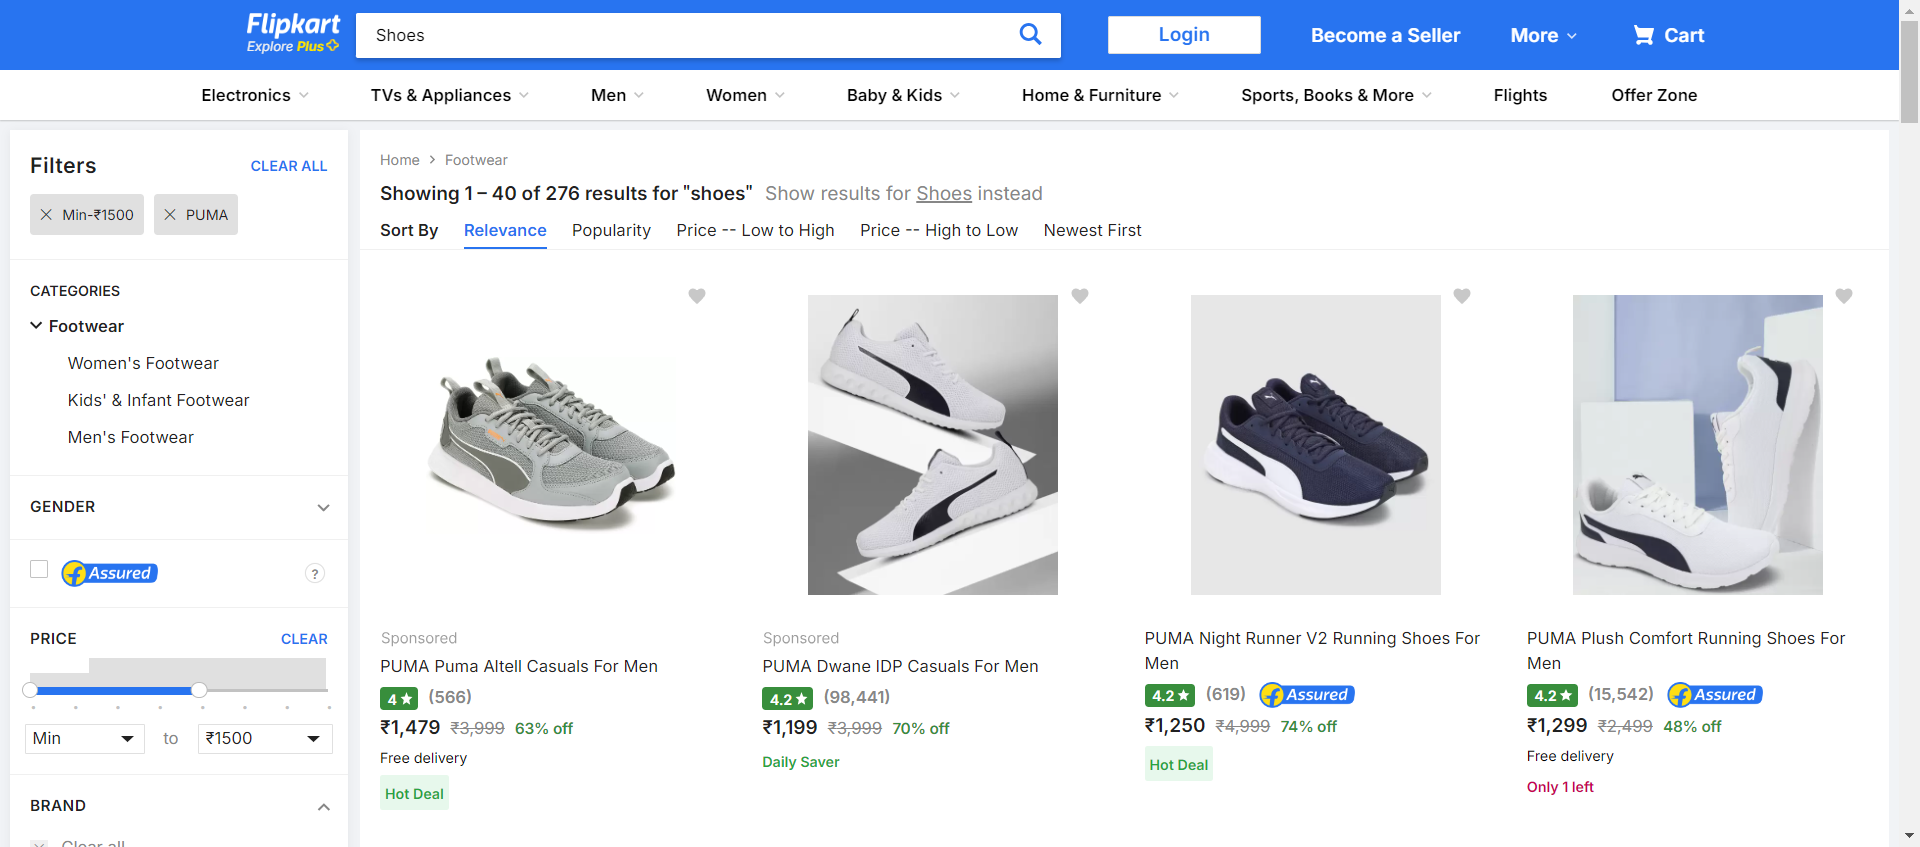 Flipkart
Explore Plus
Shoes
Login
Become a Seller
More
Cart
Electronics
TVs & Appliances
Men
Women
Baby & Kids
Home & Furniture
Sports, Books & More
Flights
Offer Zone
Filters
CLEAR ALL
Min-₹1500
PUMA
CATEGORIES
Footwear
Women's Footwear
Kids' & Infant Footwear
Men's Footwear
GENDER
Assured
?
PRICE
CLEAR
Min
to
₹1500
BRAND
Clear all
Home
Footwear
Showing 1 – 40 of 276 results for "shoes" Show results for Shoes instead
Sort By
Relevance
Popularity
Price -- Low to High
Price -- High to Low
Newest First
Sponsored
PUMA Puma Altell Casuals For Men
4 ★ (566)
₹1,479 ₹3,999 63% off
Free delivery
Hot Deal
Sponsored
PUMA Dwane IDP Casuals For Men
4.2 ★ (98,441)
₹1,199 ₹3,999 70% off
Daily Saver
PUMA Night Runner V2 Running Shoes For
Men
4.2 ★ (619) Assured
₹1,250 ₹4,999 74% off
Hot Deal
PUMA Plush Comfort Running Shoes For
Men
4.2 ★ (15,542) Assured
₹1,299 ₹2,499 48% off
Free delivery
Only 1 left